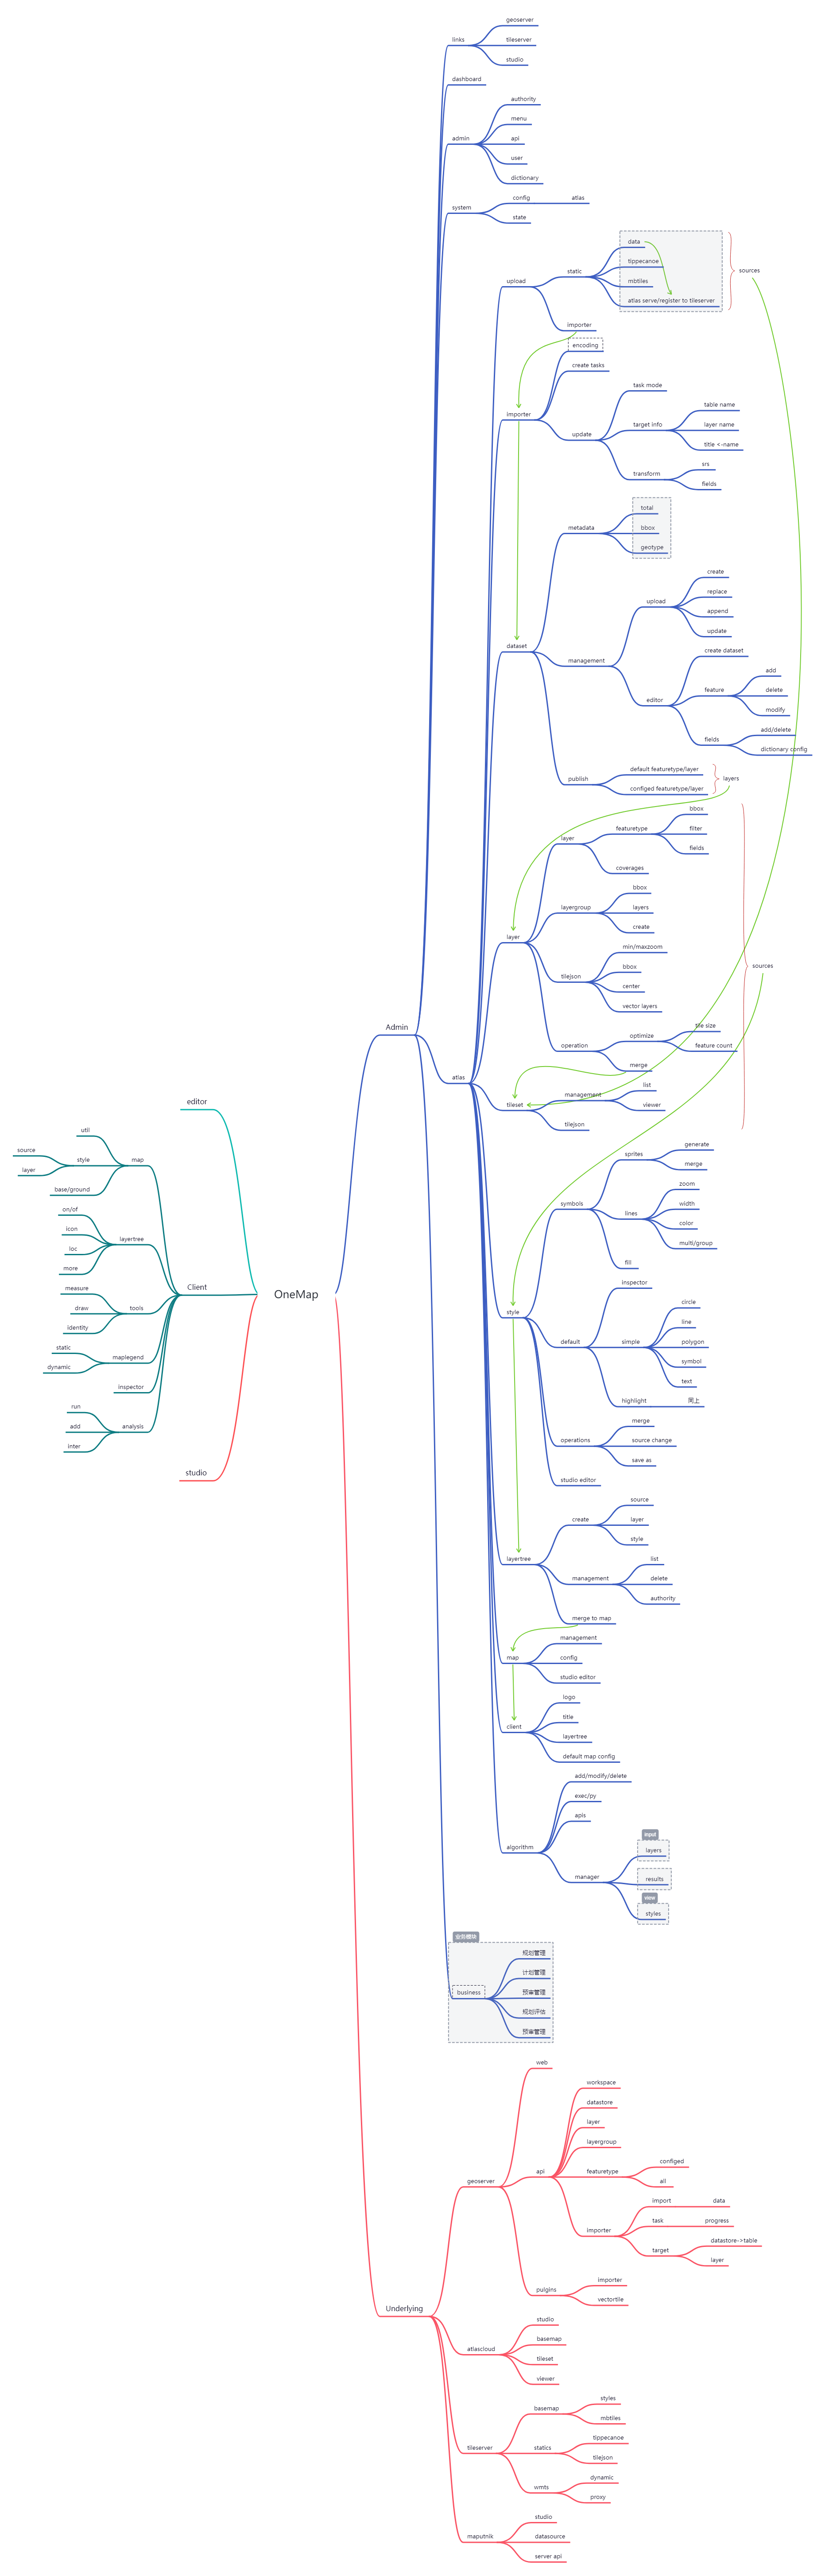 OneMap
editor
Client
map
util
style
source
layer
base/ground
layertree
on/of
icon
loc
more
tools
measure
draw
identity
maplegend
static
dynamic
inspector
analysis
run
add
inter
studio
Admin
links
geoserver
tileserver
studio
dashboard
admin
authority
menu
api
user
dictionary
system
config
atlas
state
atlas
upload
static
data
tippecanoe
mbtiles
atlas serve/register to tileserver
sources
importer
importer
encoding
create tasks
update
task mode
target info
table name
layer name
title <-name
transform
srs
fields
dataset
metadata
total
bbox
geotype
management
upload
create
replace
append
update
editor
create dataset
feature
add
delete
modify
fields
add/delete
dictionary config
publish
default featuretype/layer
configed featuretype/layer
layers
layer
layer
featuretype
bbox
filter
fields
coverages
layergroup
bbox
layers
create
tilejson
min/maxzoom
bbox
center
vector layers
operation
optimize
tile size
feature count
merge
sources
tileset
management
list
viewer
tilejson
style
symbols
sprites
generate
merge
lines
zoom
width
color
multi/group
fill
default
inspector
simple
circle
line
polygon
symbol
text
highlight
同上
operations
merge
source change
save as
studio editor
layertree
create
source
layer
style
management
list
delete
authority
merge to map
map
management
config
studio editor
client
logo
title
layertree
default map config
algorithm
add/modify/delete
exec/py
apis
manager
input
layers
results
view
styles
业务模块
business
规划管理
计划管理
预审管理
规划评估
预审管理
Underlying
geoserver
web
api
workspace
datastore
layer
layergroup
featuretype
configed
all
importer
import
data
task
progress
target
datastore->table
layer
pulgins
importer
vectortile
atlascloud
studio
basemap
tileset
viewer
tileserver
basemap
styles
mbtiles
statics
tippecanoe
tilejson
wmts
dynamic
proxy
maputnik
studio
datasource
server api